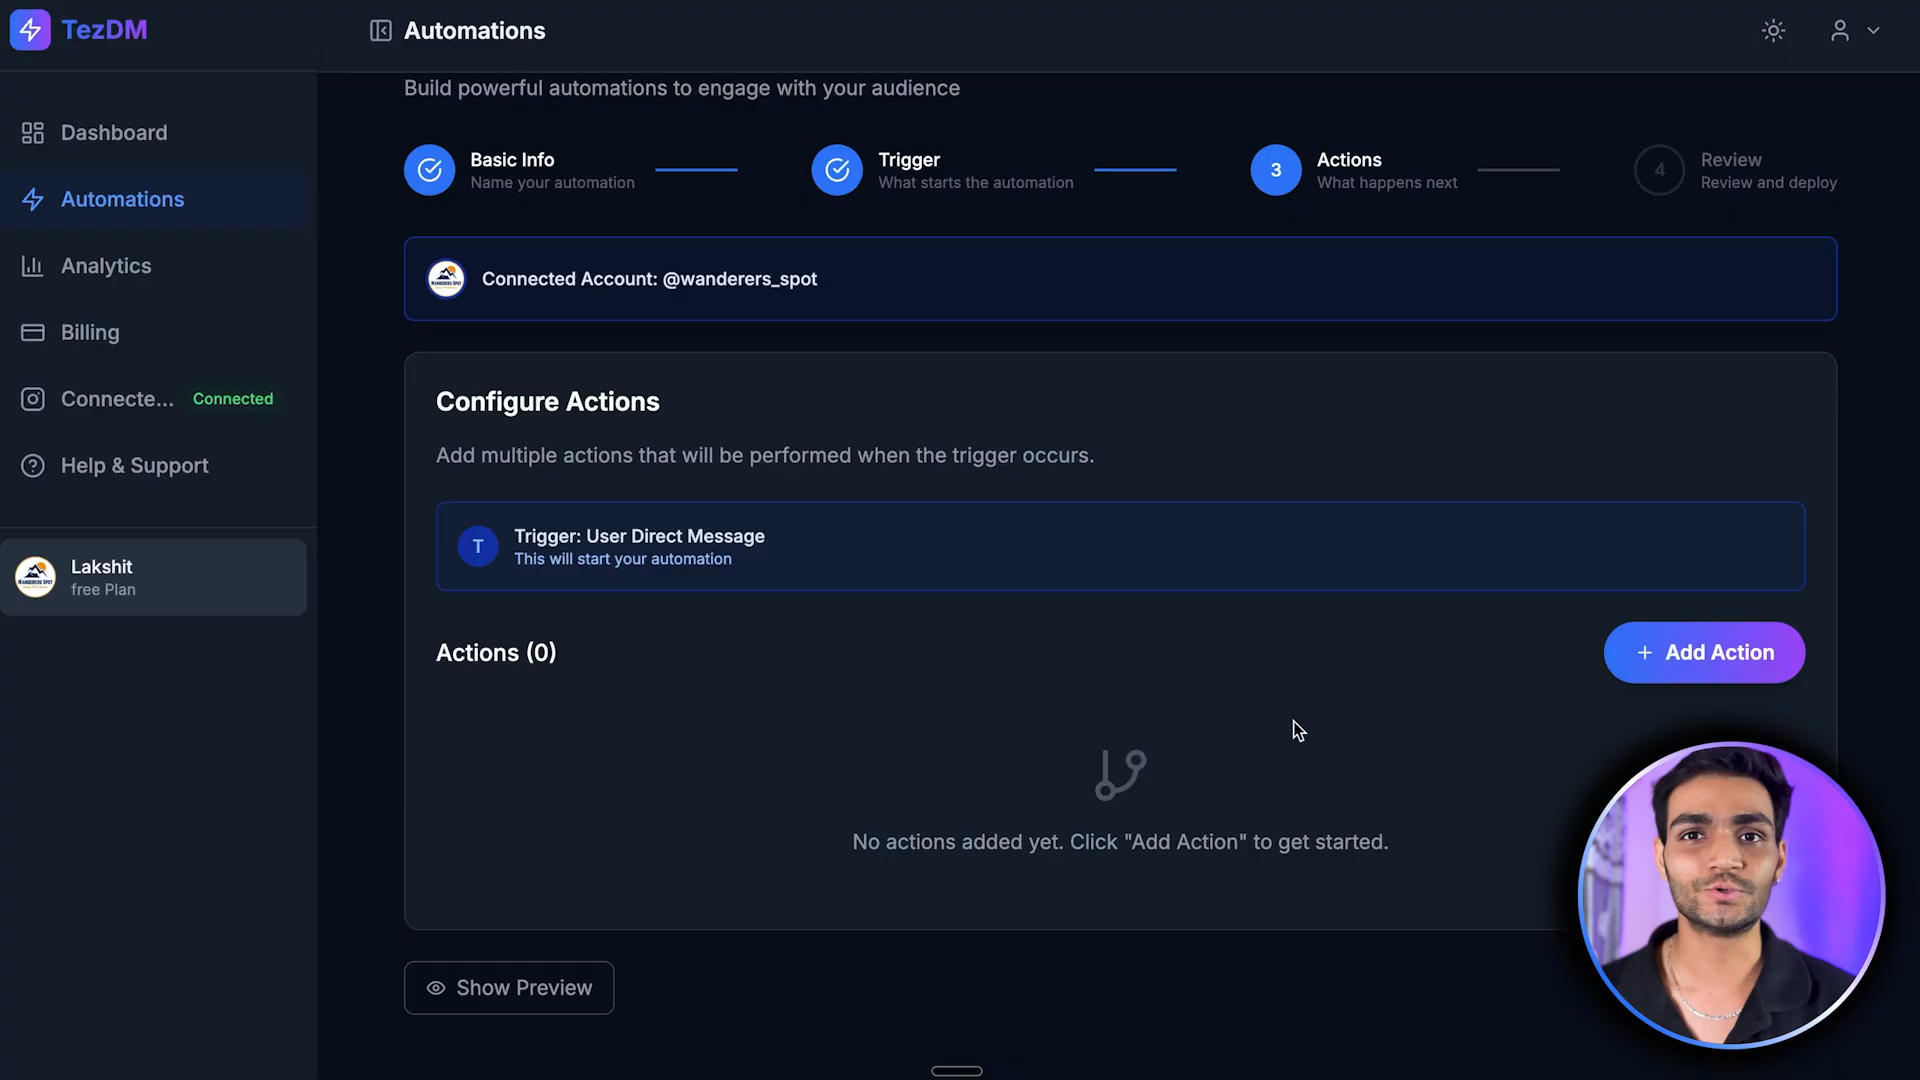 TezDM
Automations
Build powerful automations to engage with your audience
Dashboard
Automations
Analytics
Billing
Connecte... Connected
Help & Support
Lakshit
free Plan
Basic Info
Name your automation
Trigger
What starts the automation
3
Actions
What happens next
4
Review
Review and deploy
Connected Account: @wanderers_spot
Configure Actions
Add multiple actions that will be performed when the trigger occurs.
T
Trigger: User Direct Message
This will start your automation
Actions (0)
+ Add Action
No actions added yet. Click "Add Action" to get started.
Show Preview